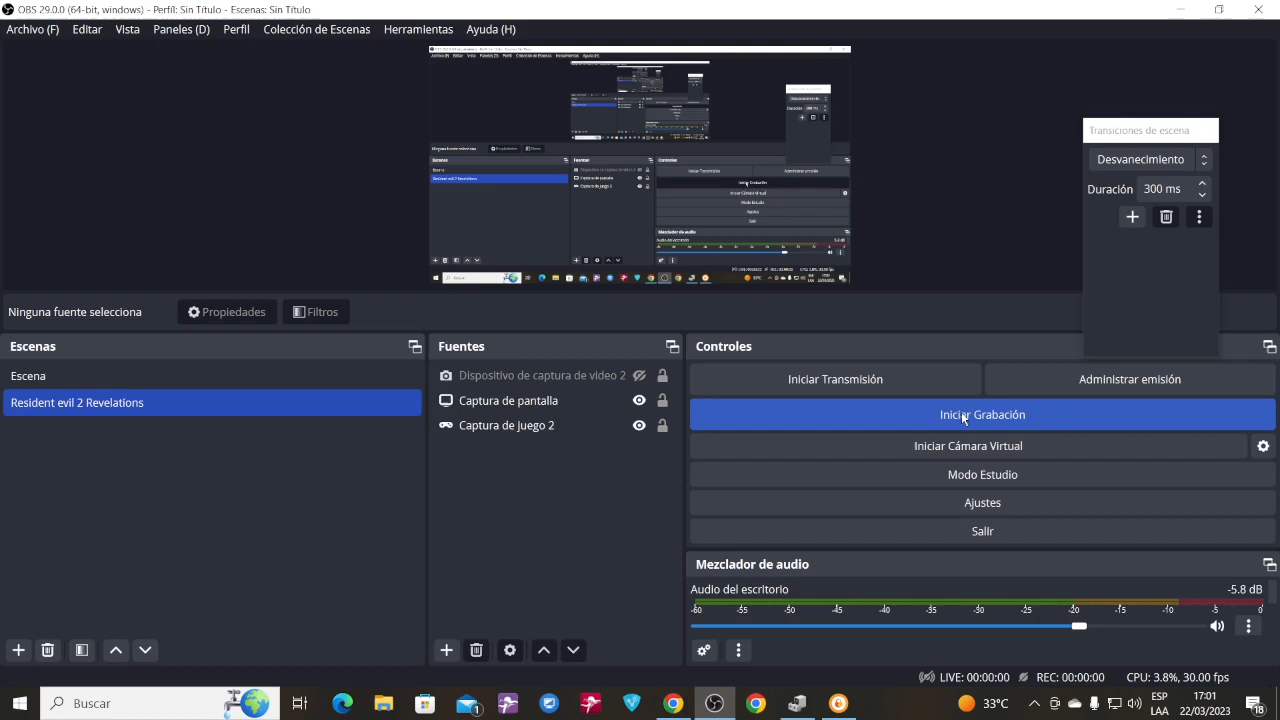 OBS 29.0.0 (64-bit, windows) - Perfil: Sin Título - Escenas: Sin Título
Archivo (F) Editar Vista Paneles (D) Perfil Colección de Escenas Herramientas Ayuda (H)
Transiciones de escena
Desvanecimiento
Duración 300 ms
Ninguna fuente selecciona Propiedades Filtros
Escenas
Escena
Resident evil 2 Revelations
Fuentes
Dispositivo de captura de video 2
Captura de pantalla
Captura de juego 2
Controles
Iniciar Transmisión Administrar emisión
Iniciar Grabación
Iniciar Cámara Virtual
Modo Estudio
Ajustes
Salir
Mezclador de audio
Audio del escritorio -5.8 dB
-60 -55 -50 -45 -40 -35 -30 -25 -20 -15 -10 -5 0
LIVE: 00:00:00 REC: 00:00:00 CPU: 3.8%, 30.00 fps
Buscar 33°C ESP 17:01
LAA 22/03/2023 18